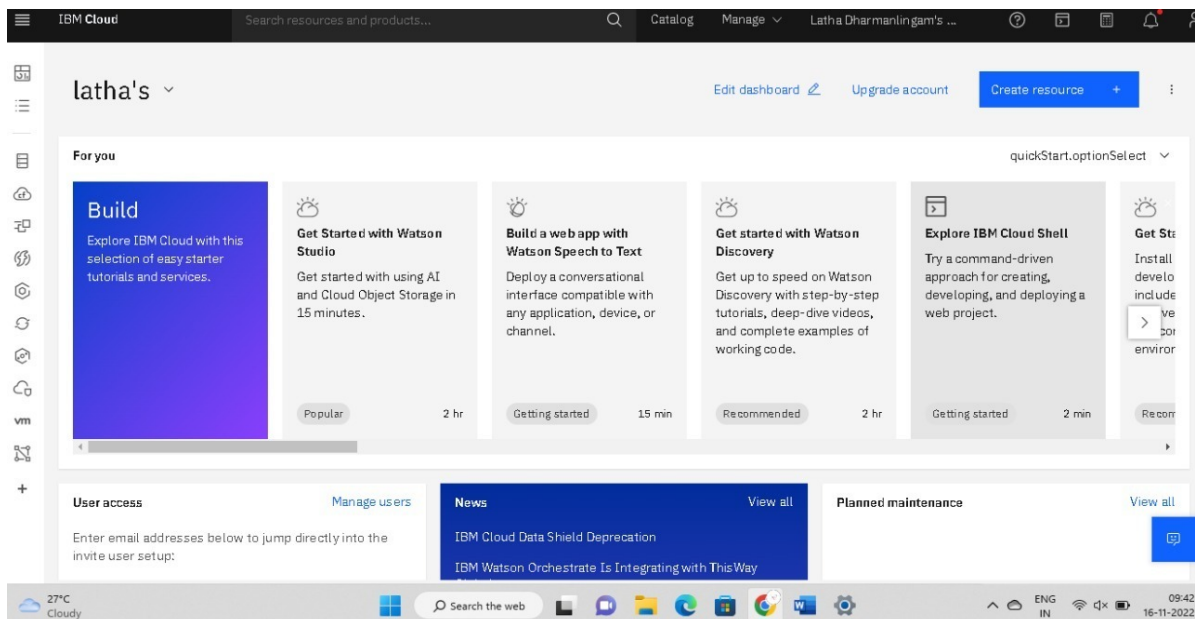 IBM Cloud
Search resources and products...
Catalog
Manage
Latha Dharmanlingam's ...
latha's
Edit dashboard
Upgrade account
Create resource +
For you
quickStart.optionSelect
Build
Explore IBM Cloud with this
selection of easy starter
tutorials and services.
Get Started with Watson
Studio
Get started with using AI
and Cloud Object Storage in
15 minutes.
Popular
2 hr
Build a web app with
Watson Speech to Text
Deploy a conversational
interface compatible with
any application, device, or
channel.
Getting started
15 min
Get started with Watson
Discovery
Get up to speed on Watson
Discovery with step-by-step
tutorials, deep-dive videos,
and complete examples of
working code.
Recommended
2 hr
Explore IBM Cloud Shell
Try a command-driven
approach for creating,
developing, and deploying a
web project.
Getting started
2 min
Get Sta
Install
develo
include
ve
cor
enviror
Recom
vm
User access
Manage users
Enter email addresses below to jump directly into the
invite user setup:
News
View all
IBM Cloud Data Shield Deprecation
IBM Watson Orchestrate Is Integrating with ThisWay
Planned maintenance
View all
27°C
Cloudy
Search the web
ENG
IN
09:42
16-11-2022